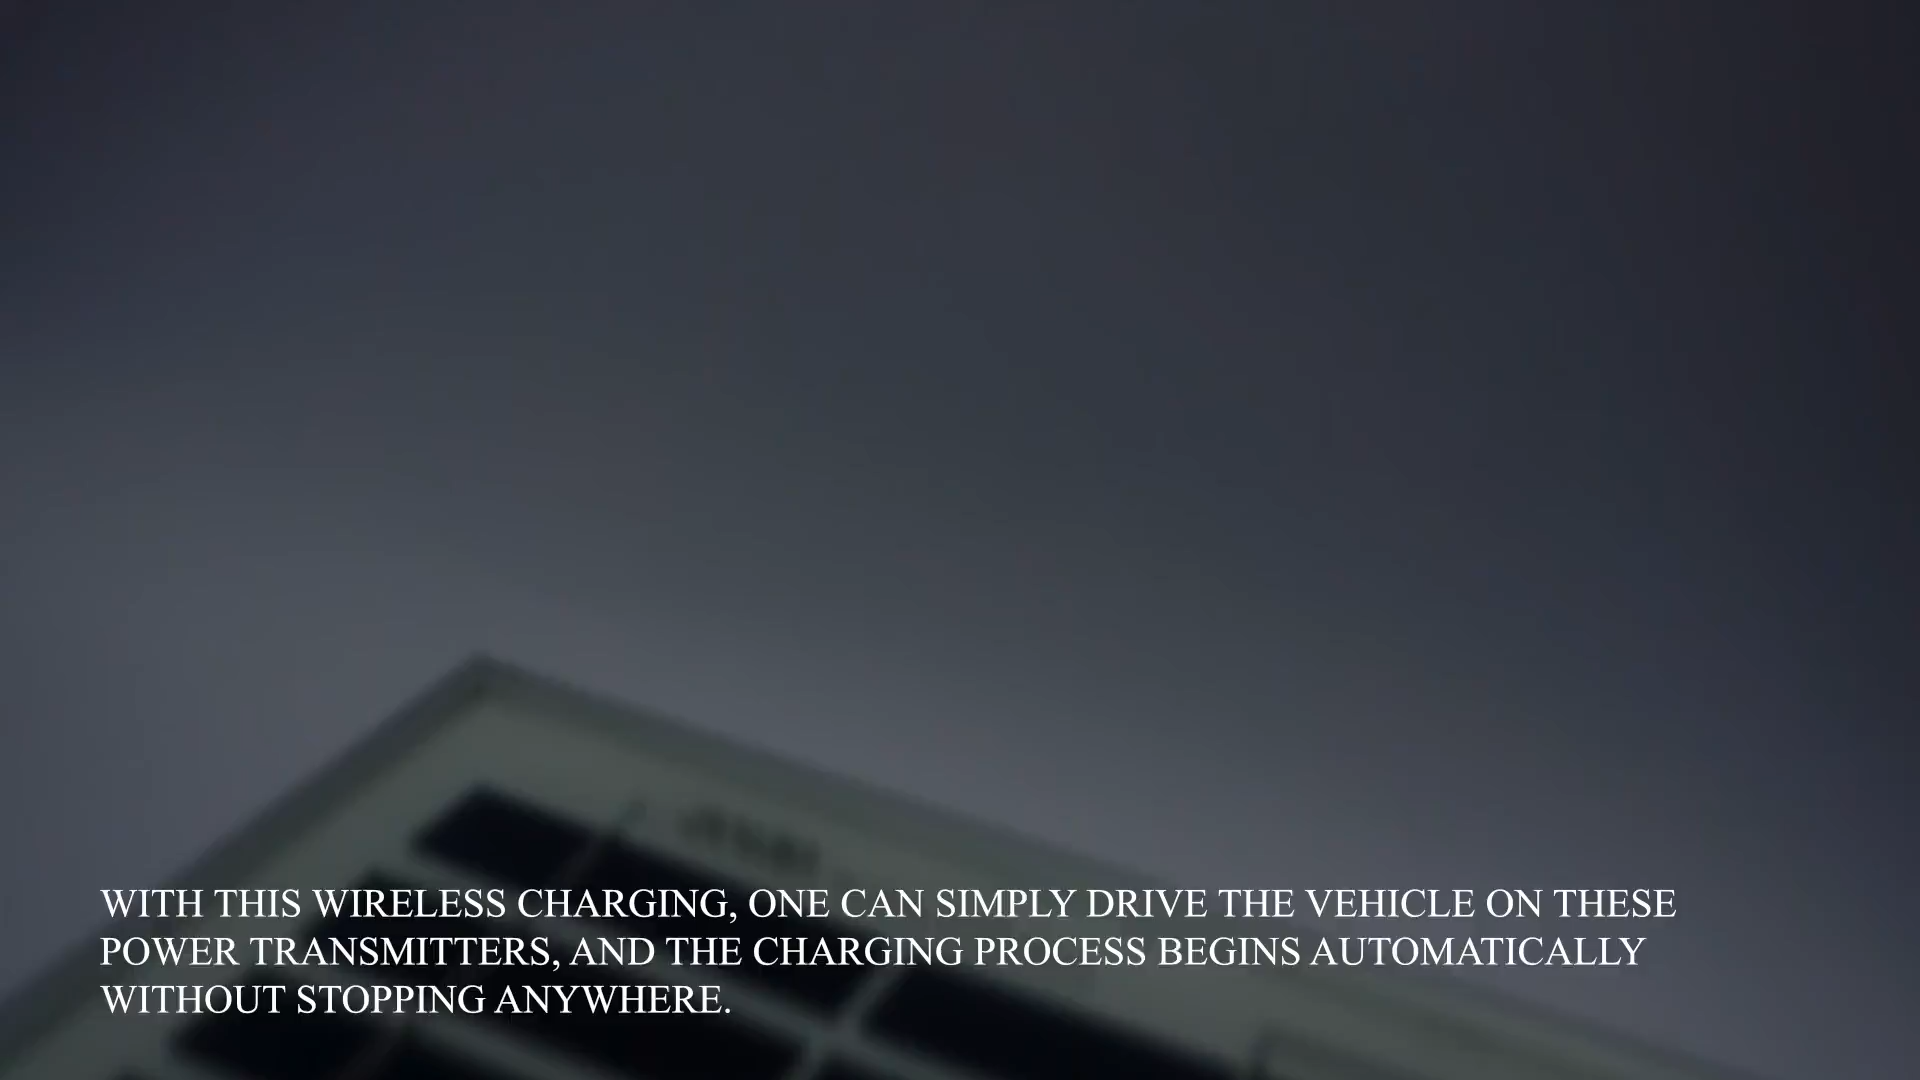 WITH THIS WIRELESS CHARGING, ONE CAN SIMPLY DRIVE THE VEHICLE ON THESE
POWER TRANSMITTERS, AND THE CHARGING PROCESS BEGINS AUTOMATICALLY
WITHOUT STOPPING ANYWHERE.